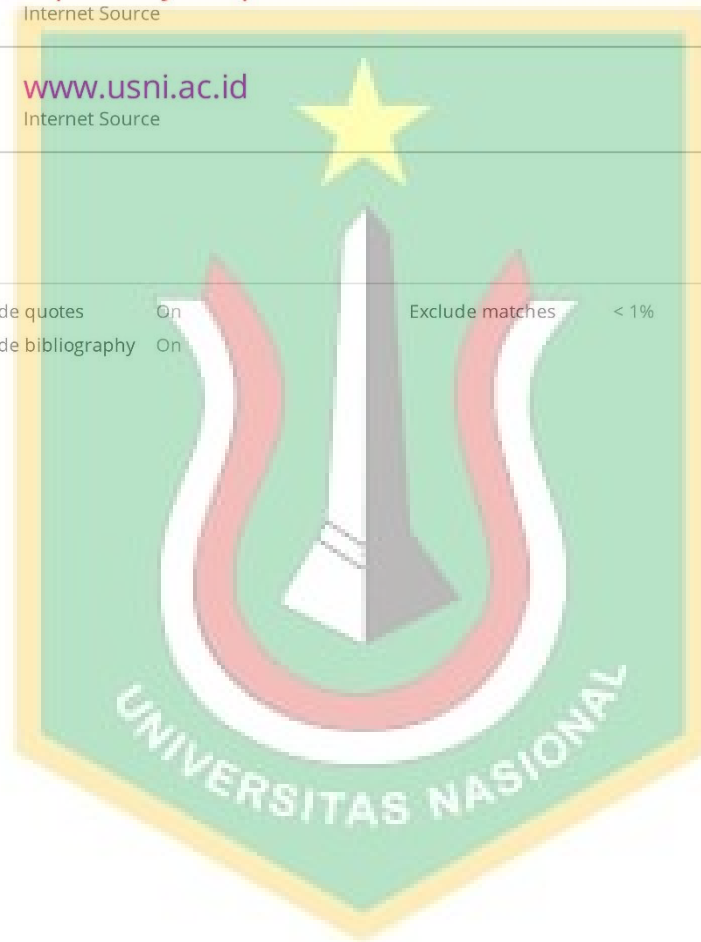 Internet Source
www.usni.ac.id
Internet Source
de quotes On Exclude matches < 1%
de bibliography On
UNIVERSITAS NASIONAL